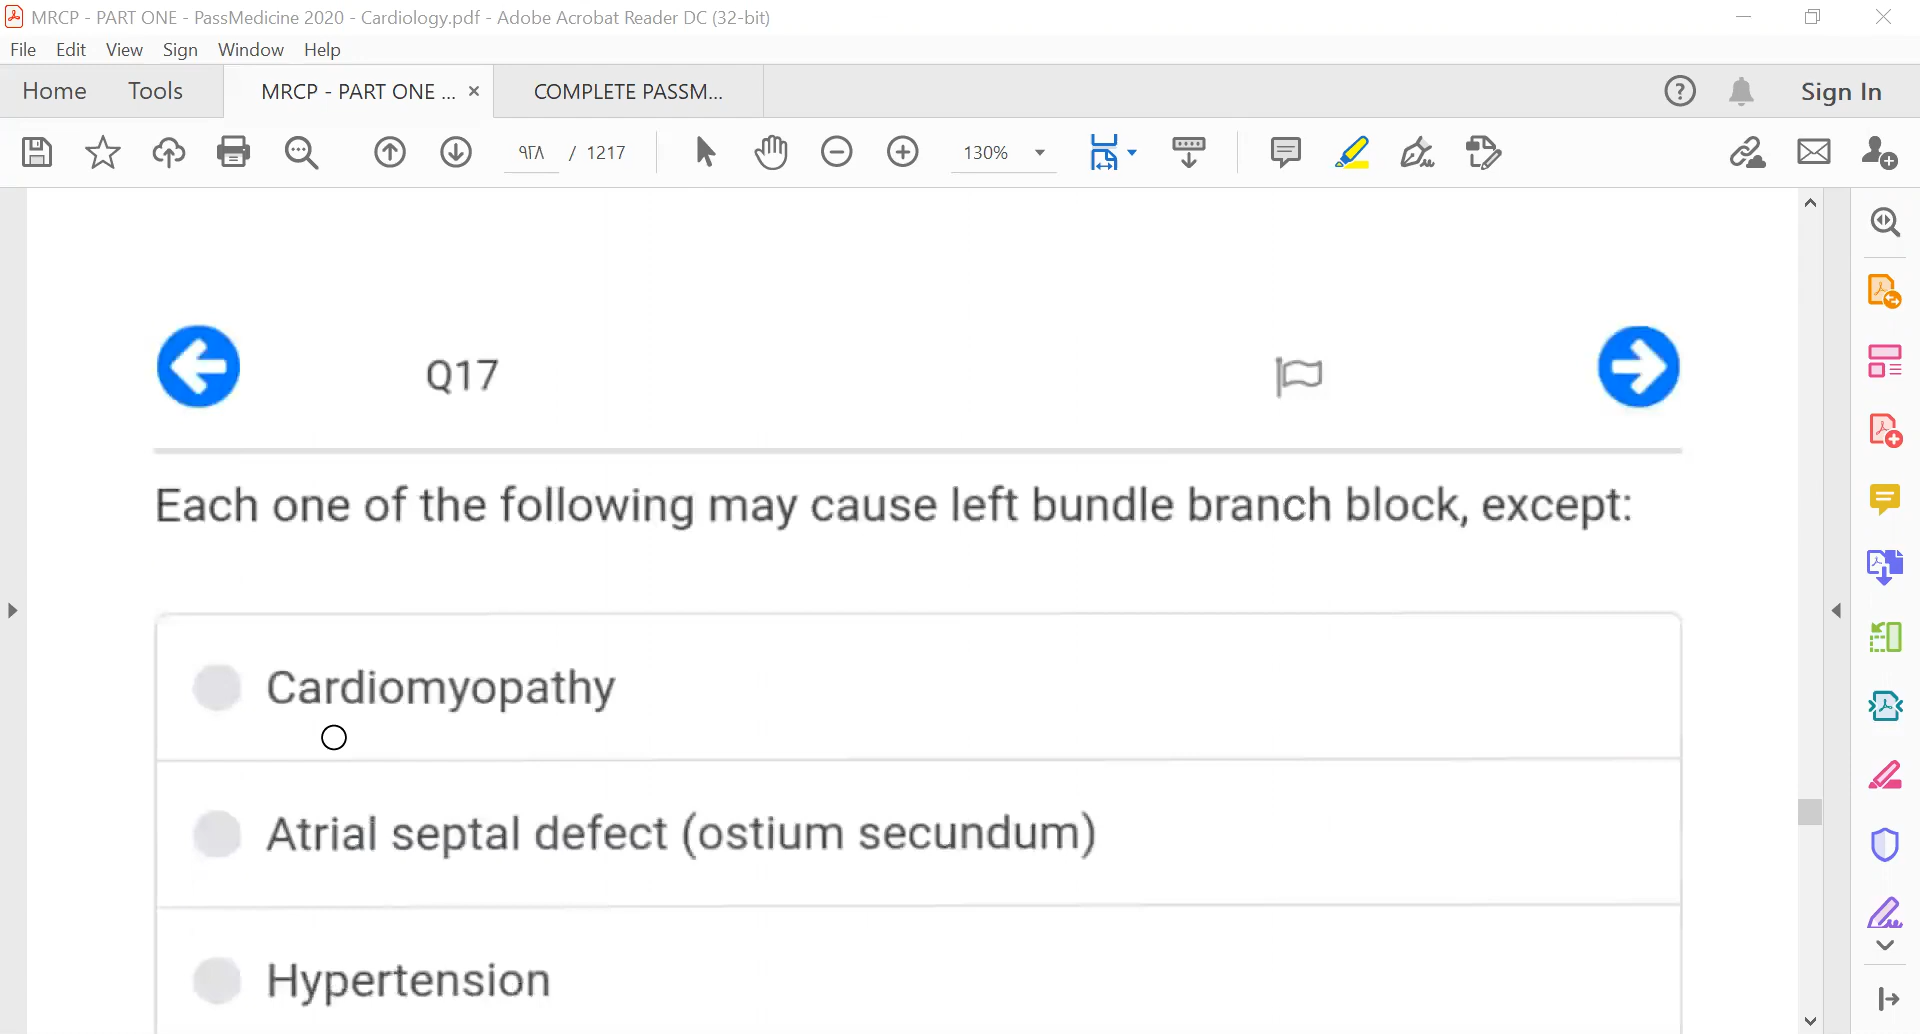 MRCP - PART ONE - PassMedicine 2020 - Cardiology.pdf - Adobe Acrobat Reader DC (32-bit)
File Edit View Sign Window Help
Home Tools MRCP - PART ONE ... × COMPLETE PASSM... Sign In
٩٢٨ / 1217 130%
Q17
Each one of the following may cause left bundle branch block, except:
Cardiomyopathy
Atrial septal defect (ostium secundum)
Hypertension